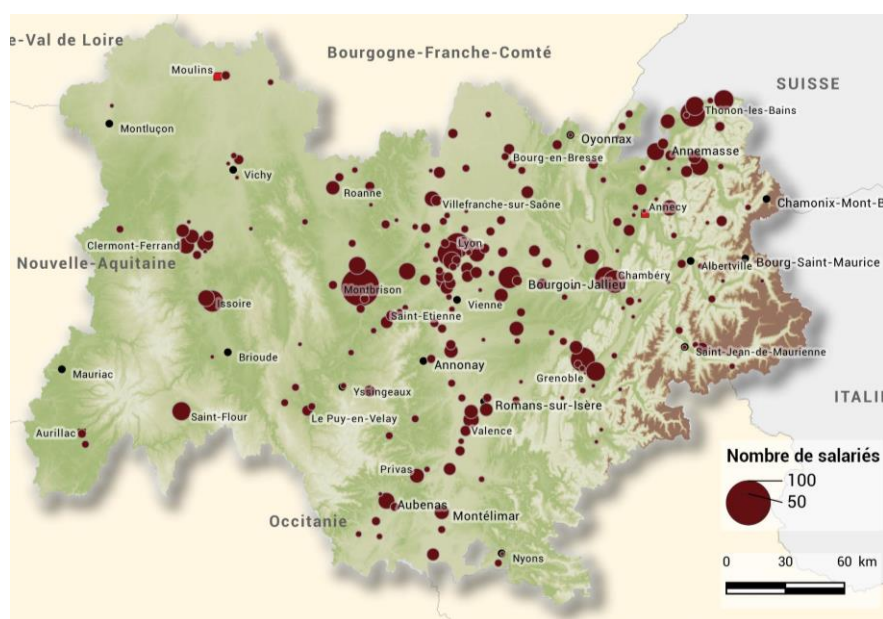 e-Val de Loire
Bourgogne-Franche-Comté
SUISSE
Moulins
Thonon-les-Bains
Montluçon
Oyonnax
Annemasse
Bourg-en-Bresse
Vichy
Roanne
Villefranche-sur-Saône
Annecy
Chamonix-Mont-B
Clermont-Ferrand
Lyon
Nouvelle-Aquitaine
Albertville
Bourg-Saint-Maurice
Chambéry
Montbrison
Bourgoin-Jallieu
Issoire
Vienne
Saint-Etienne
Brioude
Saint-Jean-de-Maurienne
Annonay
Mauriac
Grenoble
Yssingeaux
ITALI
Romans-sur-Isère
Saint-Flour
Le Puy-en-Velay
Valence
Aurillac
Nombre de salariés
Privas
100
50
Aubenas
Montélimar
Occitanie
Nyons
0 30 60 km